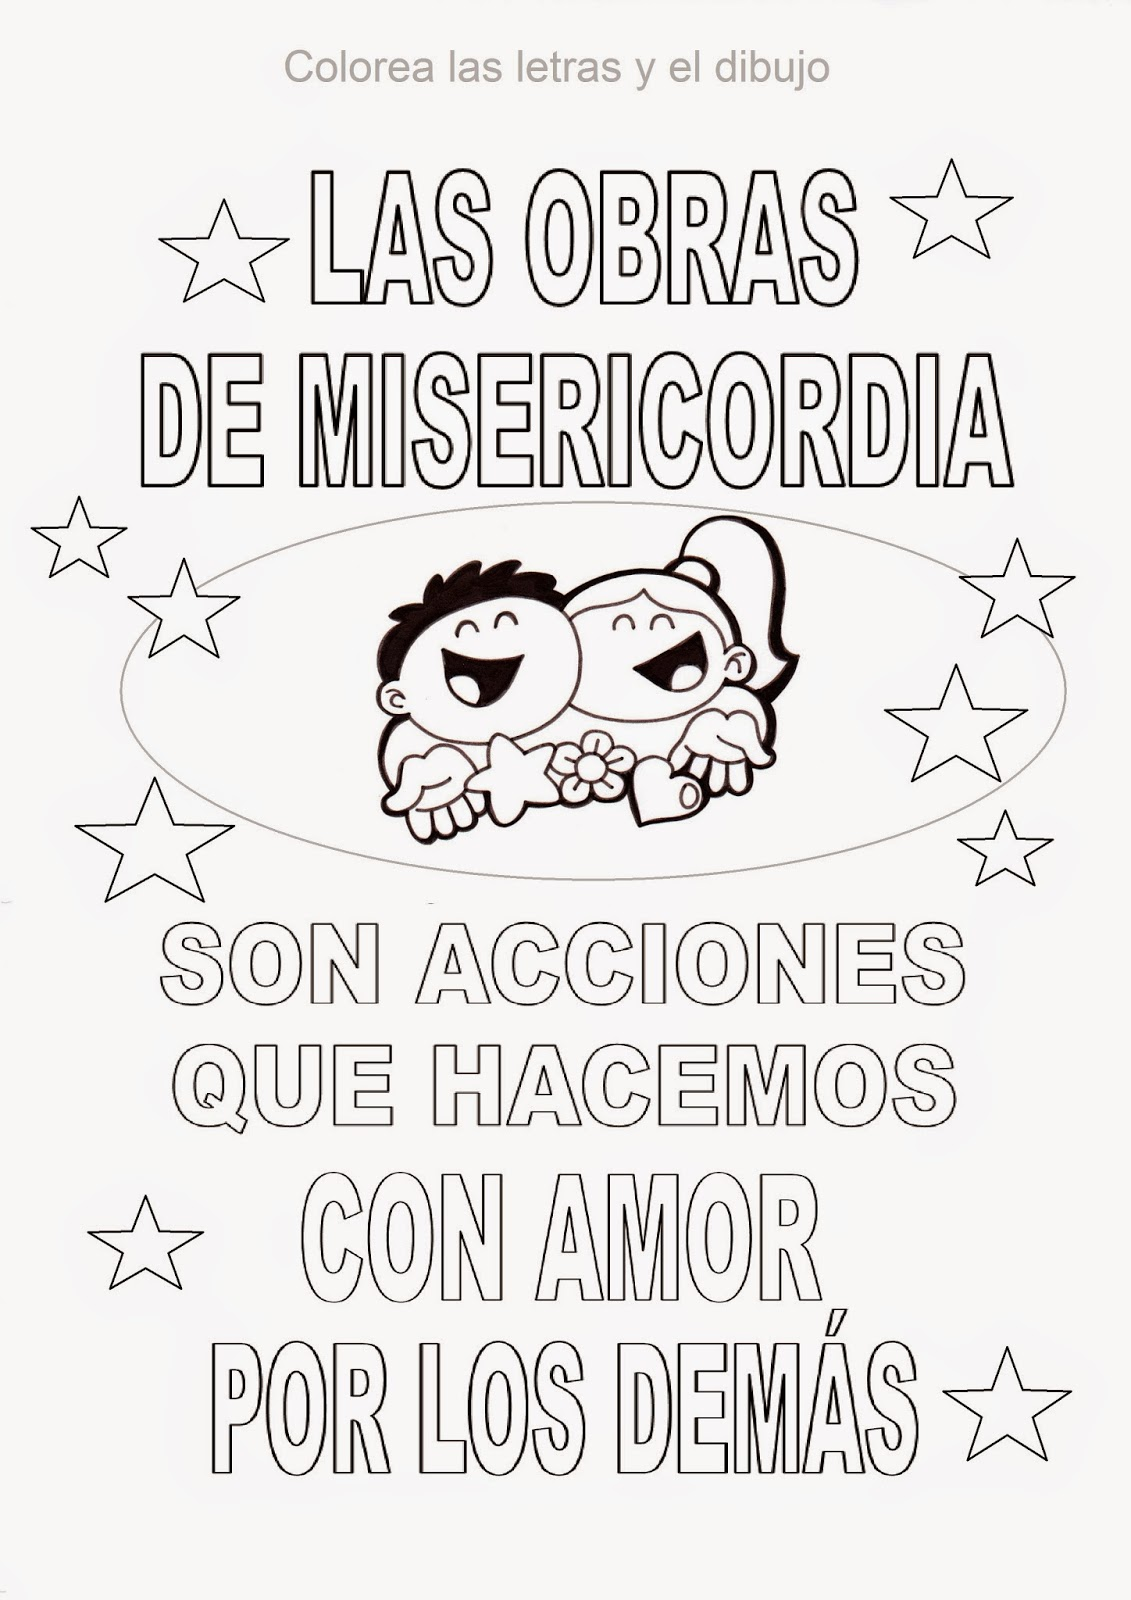 Colorea las letras y el dibujo
LAS OBRAS
DE MISERICORDIA
SON ACCIONES
QUE HACEMOS
CON AMOR
POR LOS DEMÁS